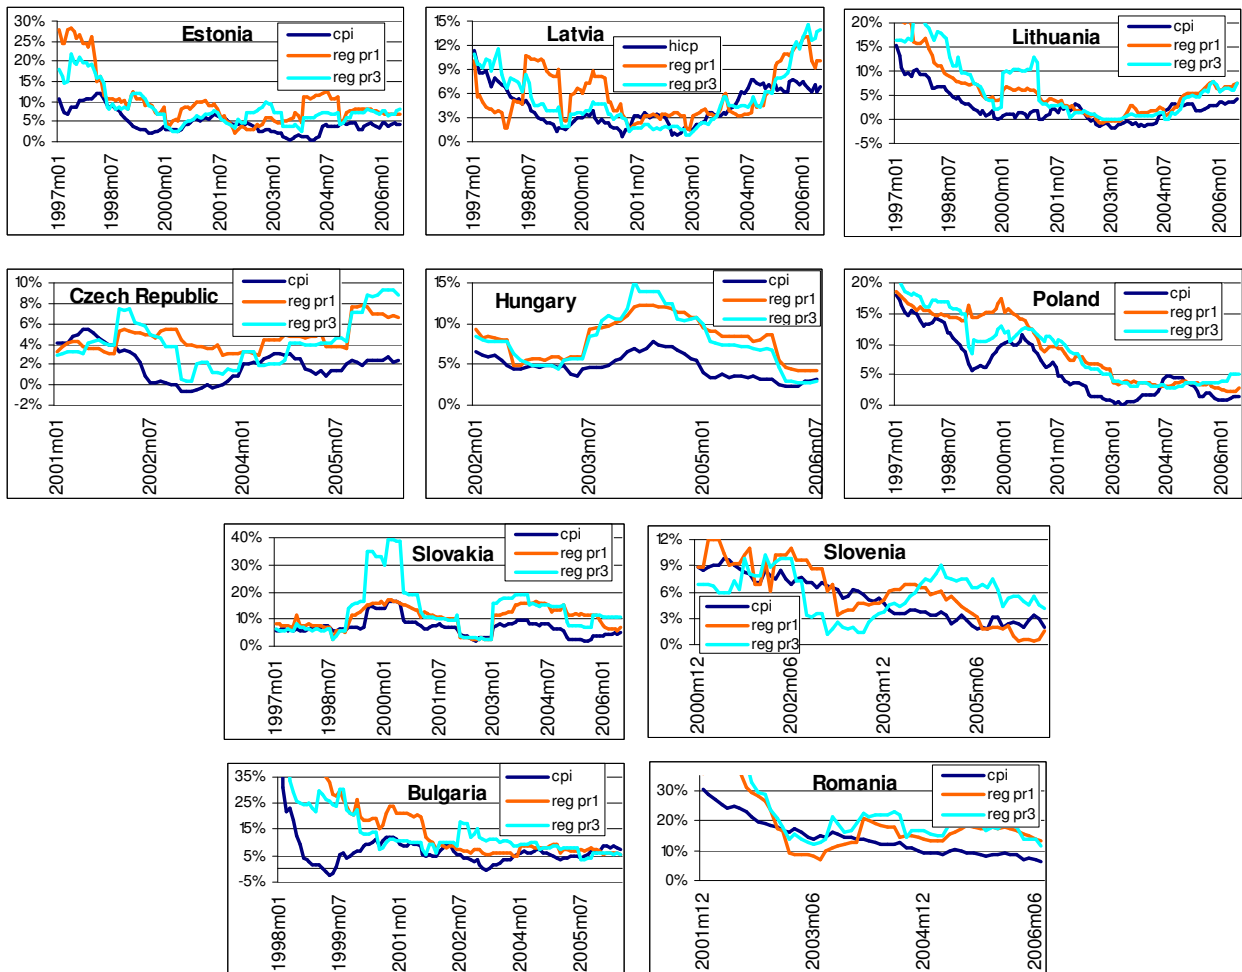 Estonia
cpi
reg pr1
reg pr3
30%
25%
20%
15%
10%
5%
0%
1997m01
1998m07
2000m01
2001m07
2003m01
2004m07
2006m01
Latvia
hicp
reg pr1
reg pr3
15%
12%
9%
6%
3%
0%
1997m01
1998m07
2000m01
2001m07
2003m01
2004m07
2006m01
Lithuania
cpi
reg pr1
reg pr3
20%
15%
10%
5%
0%
-5%
1997m01
1998m07
2000m01
2001m07
2003m01
2004m07
2006m01
Czech Republic
cpi
reg pr1
reg pr3
10%
8%
6%
4%
2%
0%
-2%
2001m01
2002m07
2004m01
2005m07
Hungary
cpi
reg pr1
reg pr3
15%
10%
5%
0%
2002m01
2003m07
2005m01
2006m07
Poland
cpi
reg pr1
reg pr3
20%
15%
10%
5%
0%
1997m01
1998m07
2000m01
2001m07
2003m01
2004m07
2006m01
Slovakia
cpi
reg pr1
reg pr3
40%
30%
20%
10%
0%
1997m01
1998m07
2000m01
2001m07
2003m01
2004m07
2006m01
Slovenia
cpi
reg pr1
reg pr3
12%
9%
6%
3%
0%
2000m12
2002m06
2003m12
2005m06
Bulgaria
cpi
reg pr1
reg pr3
35%
25%
15%
5%
-5%
1998m01
1999m07
2001m01
2002m07
2004m01
2005m07
Romania
cpi
reg pr1
reg pr3
30%
20%
10%
0%
2001m12
2003m06
2004m12
2006m06